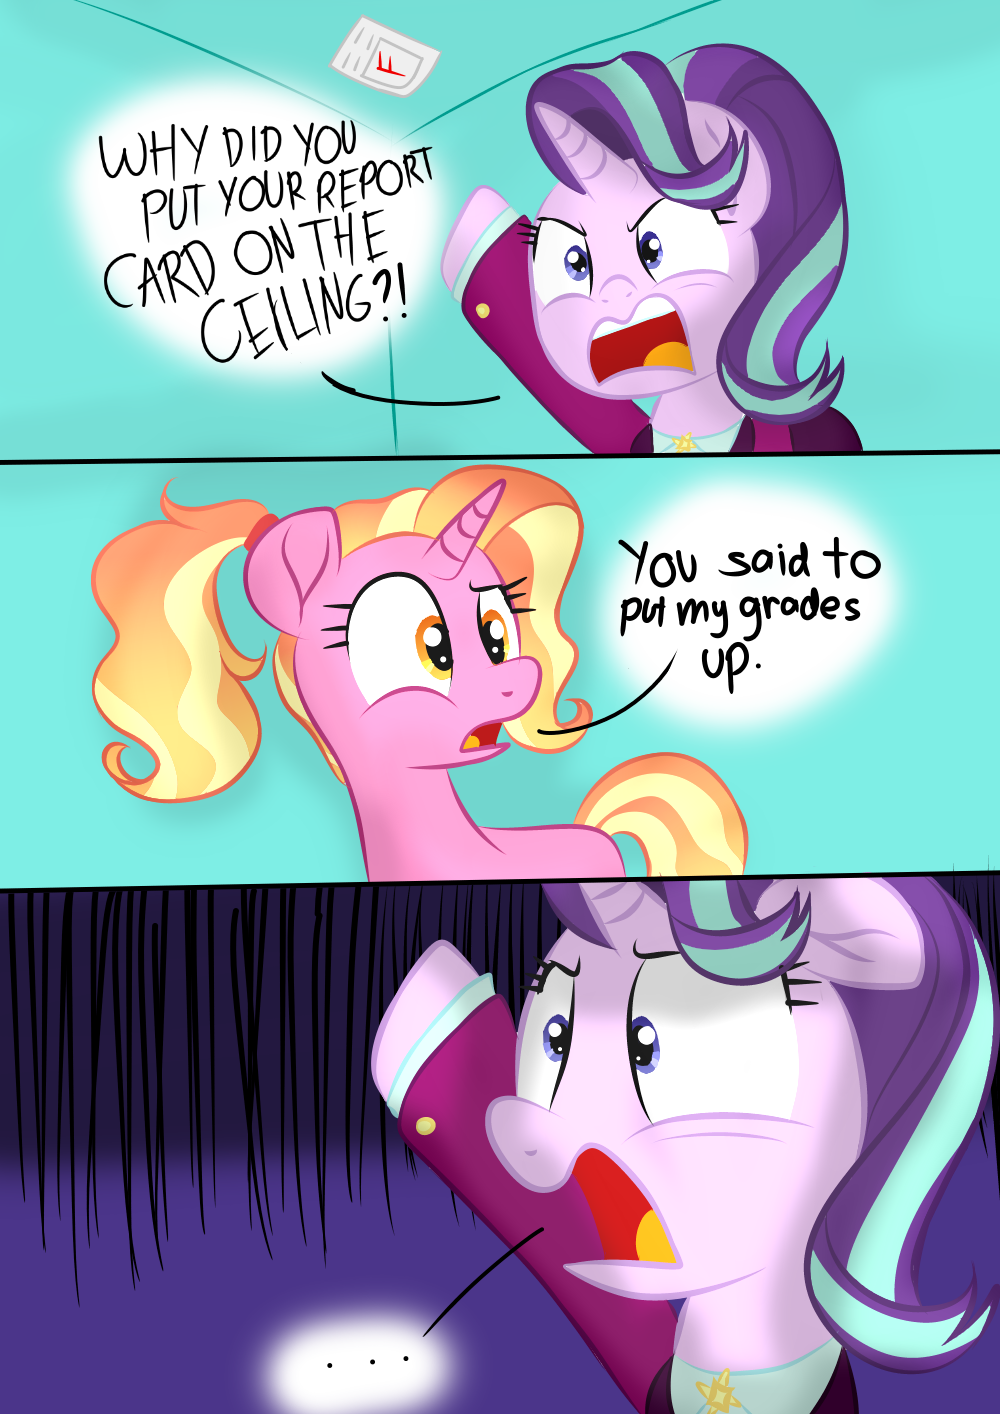 F
WHY DID YOU
PUT YOUR REPORT
CARD ON THE
CEILING?!
You said to
put my grades
up.
...